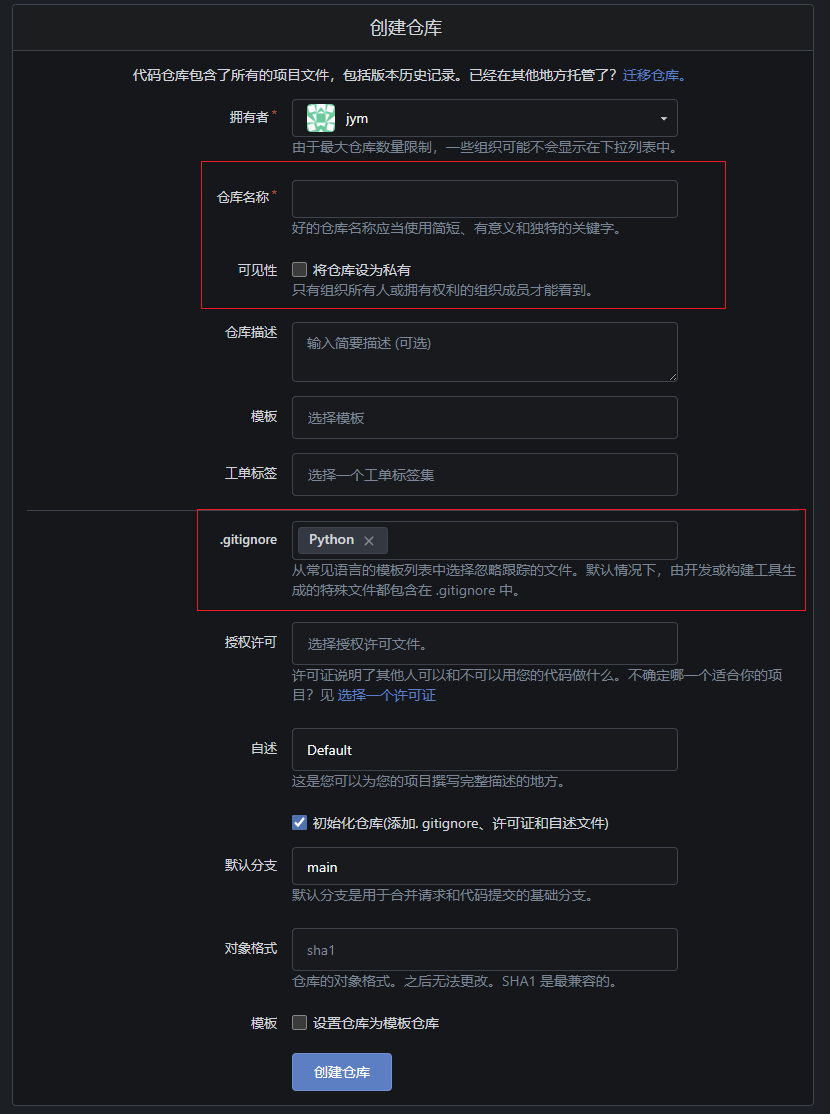 创建仓库
代码仓库包含了所有的项目文件，包括版本历史记录。已经在其他地方托管了？迁移仓库。
拥有者*
jym
由于最大仓库数量限制，一些组织可能不会显示在下拉列表中。
仓库名称*
好的仓库名称应当使用简短、有意义和独特的关键字。
可见性
将仓库设为私有
只有组织所有人或拥有权利的组织成员才能看到。
仓库描述
输入简要描述 (可选)
模板
选择模板
工单标签
选择一个工单标签集
.gitignore
Python ×
从常见语言的模板列表中选择忽略跟踪的文件。默认情况下，由开发或构建工具生
成的特殊文件都包含在 .gitignore 中。
授权许可
选择授权许可文件。
许可证说明了其他人可以和不可以用您的代码做什么。不确定哪一个适合你的项
目？见 选择一个许可证
自述
Default
这是您可以为您的项目撰写完整描述的地方。
初始化仓库(添加. gitignore、许可证和自述文件)
默认分支
main
默认分支是用于合并请求和代码提交的基础分支。
对象格式
sha1
仓库的对象格式。之后无法更改。SHA1 是最兼容的。
模板
设置仓库为模板仓库
创建仓库